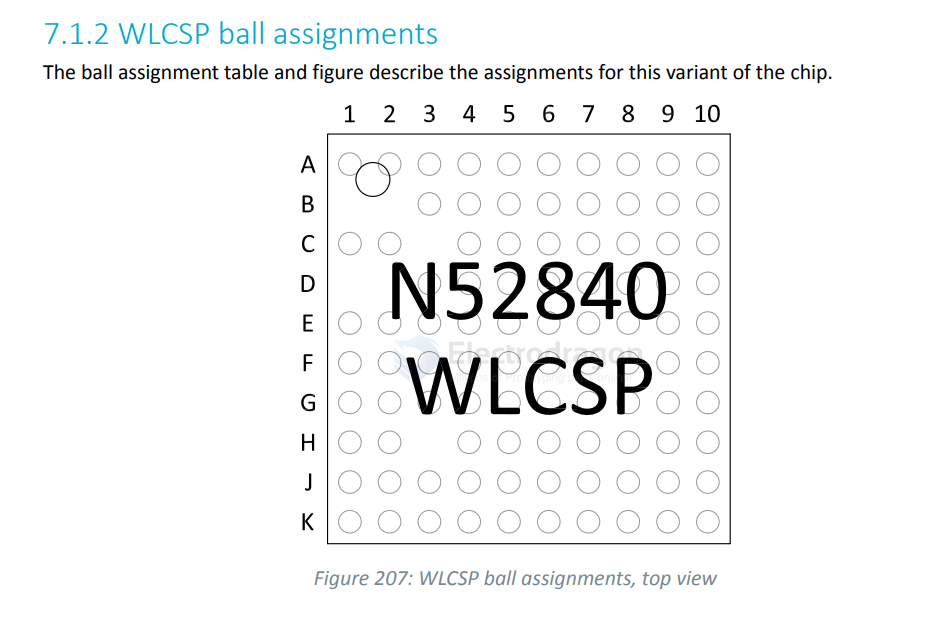 7.1.2 WLCSP ball assignments
The ball assignment table and figure describe the assignments for this variant of the chip.
1 2 3 4 5 6 7 8 9 10
A
B
C
D
N52840
E
Electrodragon
F
WLCSP
G
H
J
K
Figure 207: WLCSP ball assignments, top view